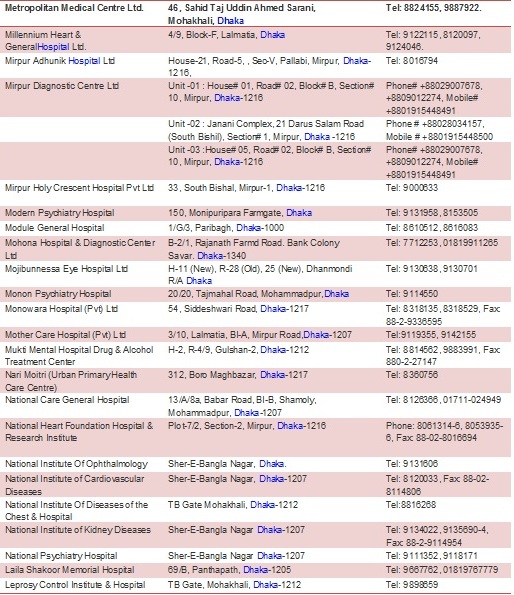 Metropolitan Medical Centre Ltd. 46, Sahid Taj Uddin Ahmed Sarani, Tel: 8824155, 9887922.
Mohakhali, Dhaka
Millennium Heart & 4/9, Block-F, Lalmatia, Dhaka Tel: 9122115, 8120097,
GeneralHospital Ltd. 9124046.
Mirpur Adhunik Hospital Ltd House-21, Road-5, , Seo-V, Pallabi, Mirpur, Dhaka- Tel: 8016794
1216,
Mirpur Diagnostic Centre Ltd Unit -01 : House# 01, Road# 02, Block# B, Section# Phone# +88029007678,
10, Mirpur, Dhaka-1216 +8809012274, Mobile#
+8801915448491
Unit -02 : Janani Complex, 21 Darus Salam Road Phone # +88028034157,
(South Bishil), Section# 1, Mirpur, Dhaka -1216 Mobile # +8801915448500
Unit -03 :House# 05, Road# 02, Block# B, Section# Phone# +88029007678,
10, Mirpur, Dhaka-1216 +8809012274, Mobile#
+8801915448491
Mirpur Holy Crescent Hospital Pvt Ltd 33, South Bishal, Mirpur-1, Dhaka-1216 Tel: 9000633
Modern Psychiatry Hospital 150, Monipuripara Farmgate, Dhaka Tel: 9131958, 8153505
Module General Hospital 1/G/3, Paribagh, Dhaka-1000 Tel: 8610512, 8616083
Mohona Hospital & Diagnostic Center B-2/1, Rajanath Farmd Road. Bank Colony Tel: 7712253, 01819911265
Ltd Savar. Dhaka-1340
Mojibunnessa Eye Hospital Ltd H-11 (New), R-28 (Old), 25 (New), Dhanmondi Tel: 9130638, 9130701
R/A Dhaka
Monon Psychiatry Hospital 20/20, Tajmahal Road, Mohammadpur,Dhaka Tel: 9114550
Monowara Hospital (Pvt) Ltd 54, Siddeshwari Road, Dhaka-1217 Tel: 8318135, 8318529, Fax:
88-2-9336595
Mother Care Hospital (Pvt) Ltd 3/10, Lalmatia, Bl-A, Mirpur Road,Dhaka-1207 Tel:9119355, 9142155
Mukti Mental Hospital Drug & Alcohol H-2, R-4/9, Gulshan-2, Dhaka-1212 Tel: 8814562, 9883991, Fax:
Treatment Center 880-2-27147
Nari Moitri (Urban Primary Health 312, Boro Maghbazar, Dhaka-1217 Tel: 8360756
Care Centre)
National Care General Hospital 13/A/8a, Babar Road, Bl-B, Shamoly, Tel: 8126366, 01711-024949
Mohammadpur, Dhaka-1207
National Heart Foundation Hospital & Plot-7/2, Section-2, Mirpur, Dhaka-1216 Phone: 8061314-6, 8053935-
Research Institute 6, Fax: 88-02-8016694
National Institute Of Ophthalmology Sher-E-Bangla Nagar, Dhaka. Tel: 9131606
National Institute of Cardiovascular Sher-E-Bangla Nagar, Dhaka-1207 Tel: 8120033, Fax: 88-02-
Diseases 8114806
National Institute Of Diseases of the TB Gate Mohakhali, Dhaka-1212 Tel:8816268
Chest & Hospital
National Institute of Kidney Diseases Sher-E-Bangla Nagar Dhaka-1207 Tel: 9134022, 9135690-4,
Fax: 88-2-9114954
National Psychiatry Hospital Sher-E-Bangla Nagar Dhaka-1207 Tel: 9111352, 9118171
Laila Shakoor Memorial Hospital 69/B, Panthapath, Dhaka-1205 Tel: 9667762, 01819767779
Leprosy Control Institute & Hospital TB Gate, Mohakhali, Dhaka-1212 Tel: 9898659